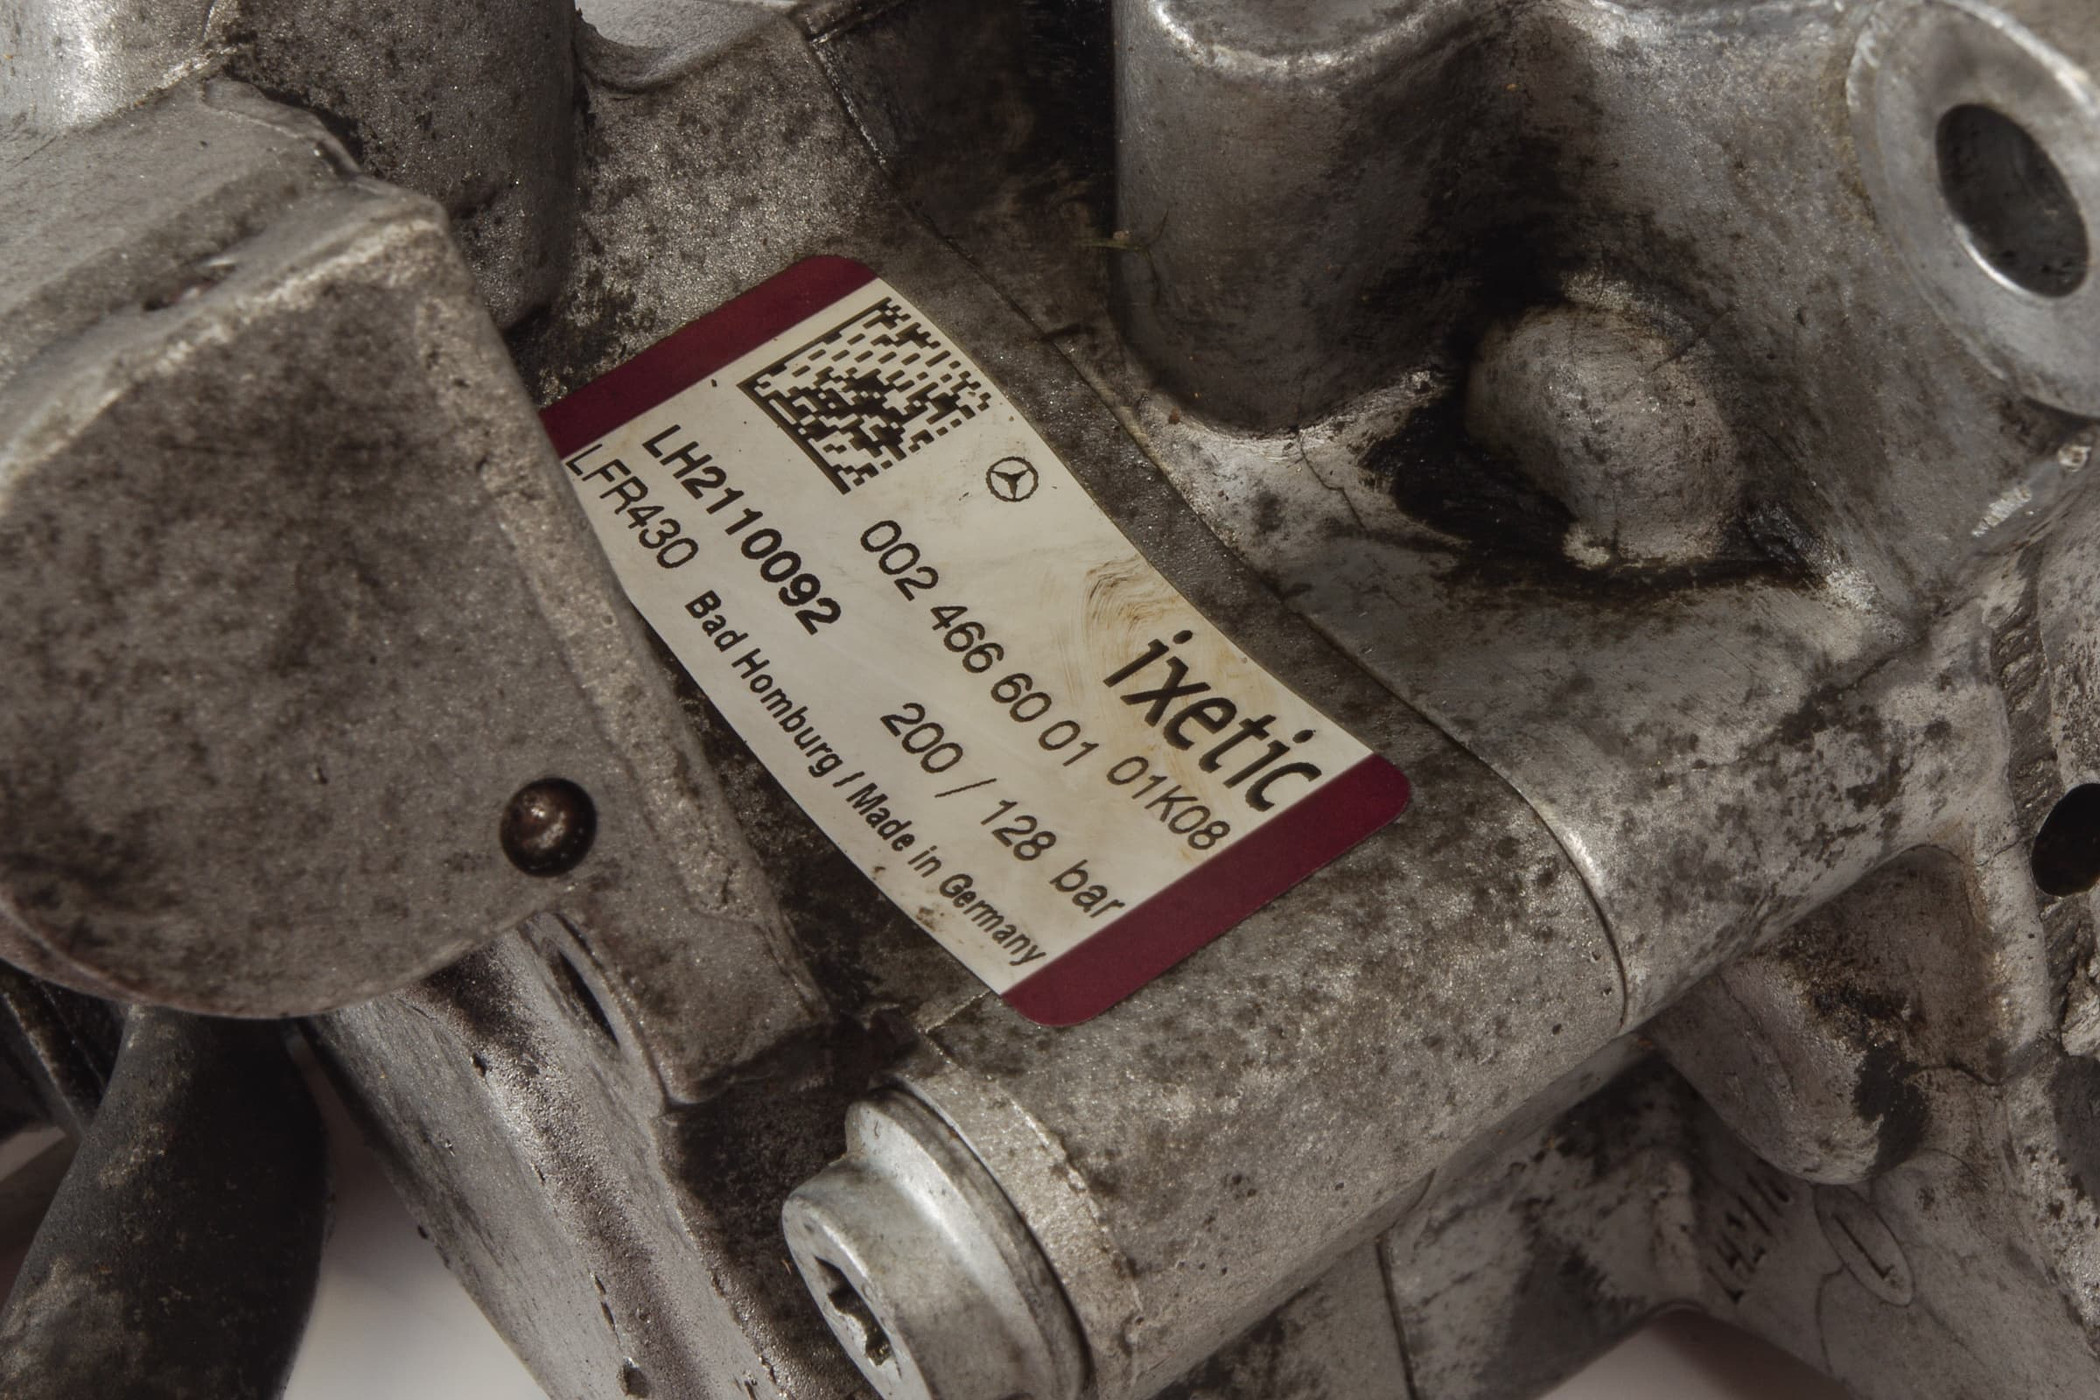 ixetic
002 466 60 01 01K08
200 / 128 bar
LH2110092
LFR430 Bad Homburg / Made in Germany